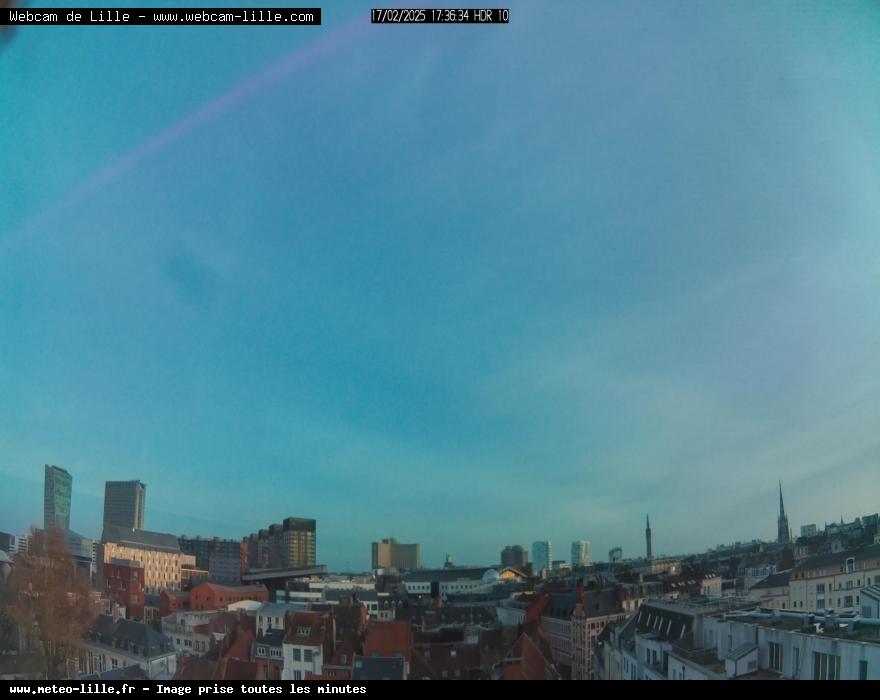 Webcam de Lille - www.webcam-lille.com
17/02/2025 17:36:34 HDR 10
www.meteo-lille.fr - Image prise toutes les minutes